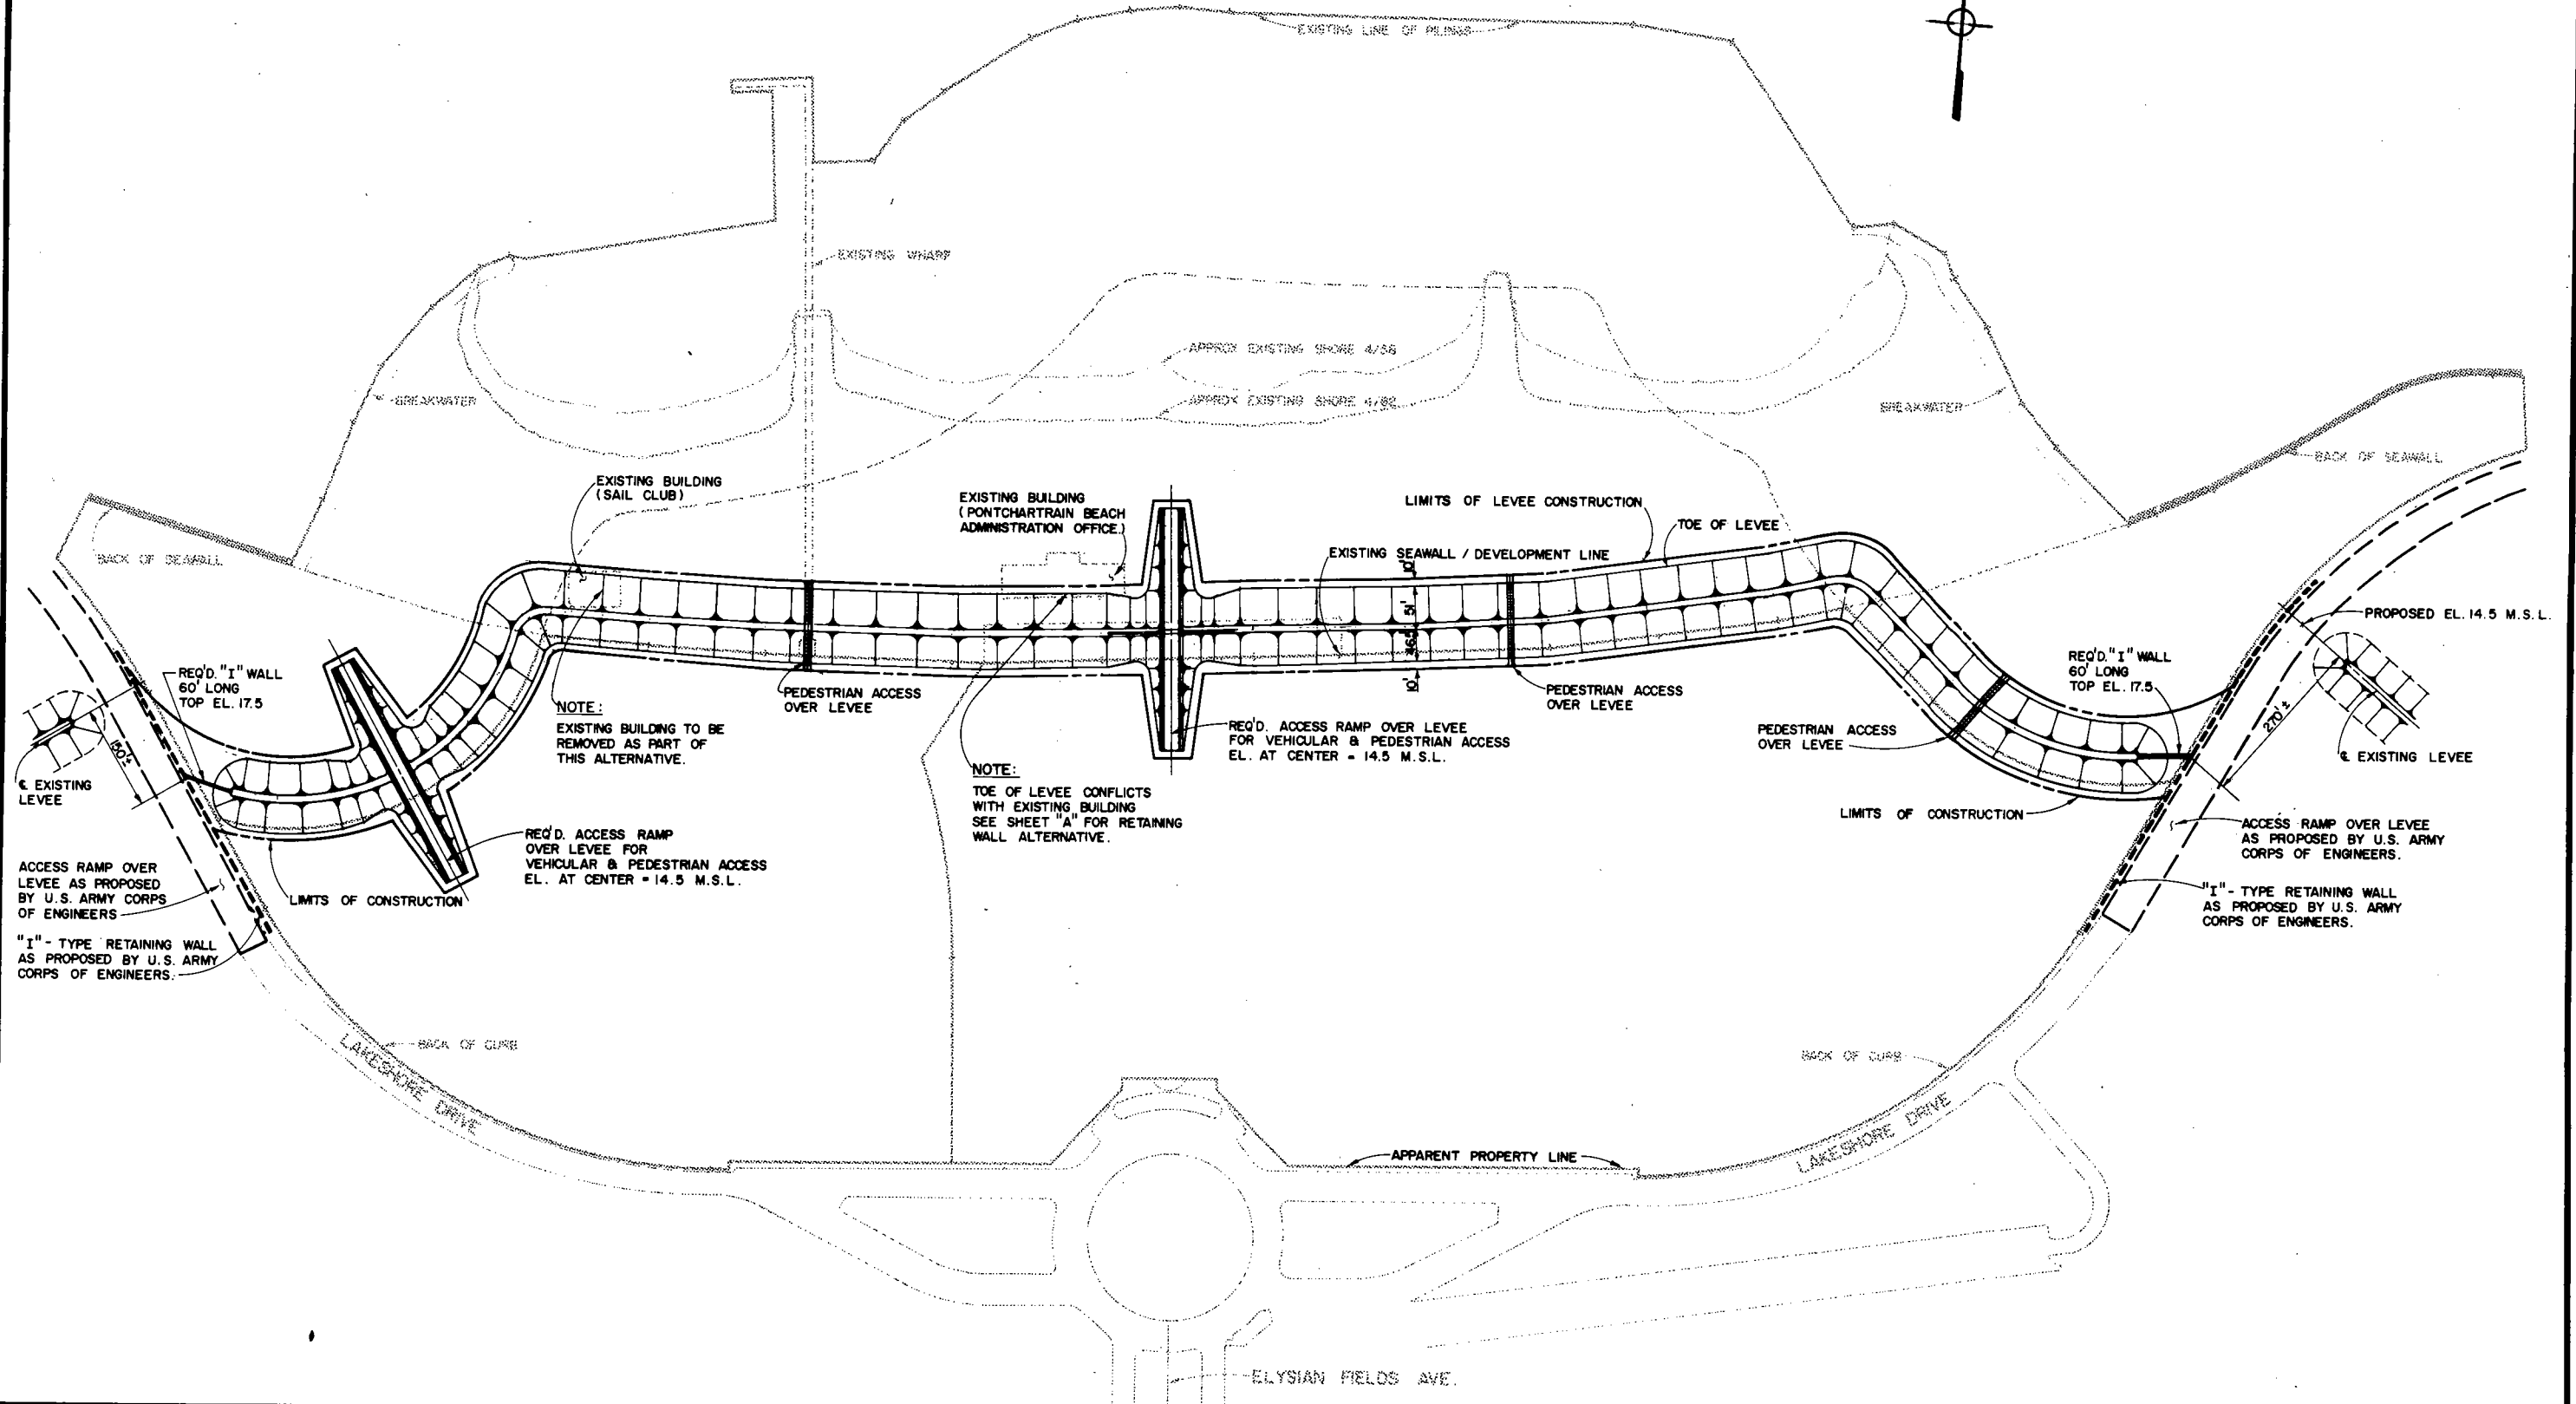 EXISTING LINE OF PILINGS
EXISTING WHARF
APPROX EXISTING SHORE 4/38
APPROX EXISTING SHORE 4/82
BREAKWATER
BREAKWATER
BACK OF SEAWALL
BACK OF SEAWALL
EXISTING BUILDING
(SAIL CLUB)
EXISTING BUILDING
(PONTCHARTRAIN BEACH
ADMINISTRATION OFFICE)
LIMITS OF LEVEE CONSTRUCTION
TOE OF LEVEE
EXISTING SEAWALL / DEVELOPMENT LINE
10'
51'
46.5'
10'
PROPOSED EL. 14.5 M.S.L.
REQ'D. "I" WALL
60' LONG
TOP EL. 17.5
REQ'D. "I" WALL
60' LONG
TOP EL. 17.5
150'±
270'±
℄ EXISTING
LEVEE
℄ EXISTING LEVEE
NOTE:
EXISTING BUILDING TO BE
REMOVED AS PART OF
THIS ALTERNATIVE.
PEDESTRIAN ACCESS
OVER LEVEE
PEDESTRIAN ACCESS
OVER LEVEE
PEDESTRIAN ACCESS
OVER LEVEE
REQ'D. ACCESS RAMP OVER LEVEE
FOR VEHICULAR & PEDESTRIAN ACCESS
EL. AT CENTER = 14.5 M.S.L.
NOTE:
TOE OF LEVEE CONFLICTS
WITH EXISTING BUILDING
SEE SHEET "A" FOR RETAINING
WALL ALTERNATIVE.
REQ'D. ACCESS RAMP
OVER LEVEE FOR
VEHICULAR & PEDESTRIAN ACCESS
EL. AT CENTER = 14.5 M.S.L.
LIMITS OF CONSTRUCTION
LIMITS OF CONSTRUCTION
ACCESS RAMP OVER
LEVEE AS PROPOSED
BY U.S. ARMY CORPS
OF ENGINEERS
"I" - TYPE RETAINING WALL
AS PROPOSED BY U.S. ARMY
CORPS OF ENGINEERS.
ACCESS RAMP OVER LEVEE
AS PROPOSED BY U.S. ARMY
CORPS OF ENGINEERS.
"I" - TYPE RETAINING WALL
AS PROPOSED BY U.S. ARMY
CORPS OF ENGINEERS.
BACK OF CURB
BACK OF CURB
LAKESHORE DRIVE
LAKESHORE DRIVE
APPARENT PROPERTY LINE
ELYSIAN FIELDS AVE.